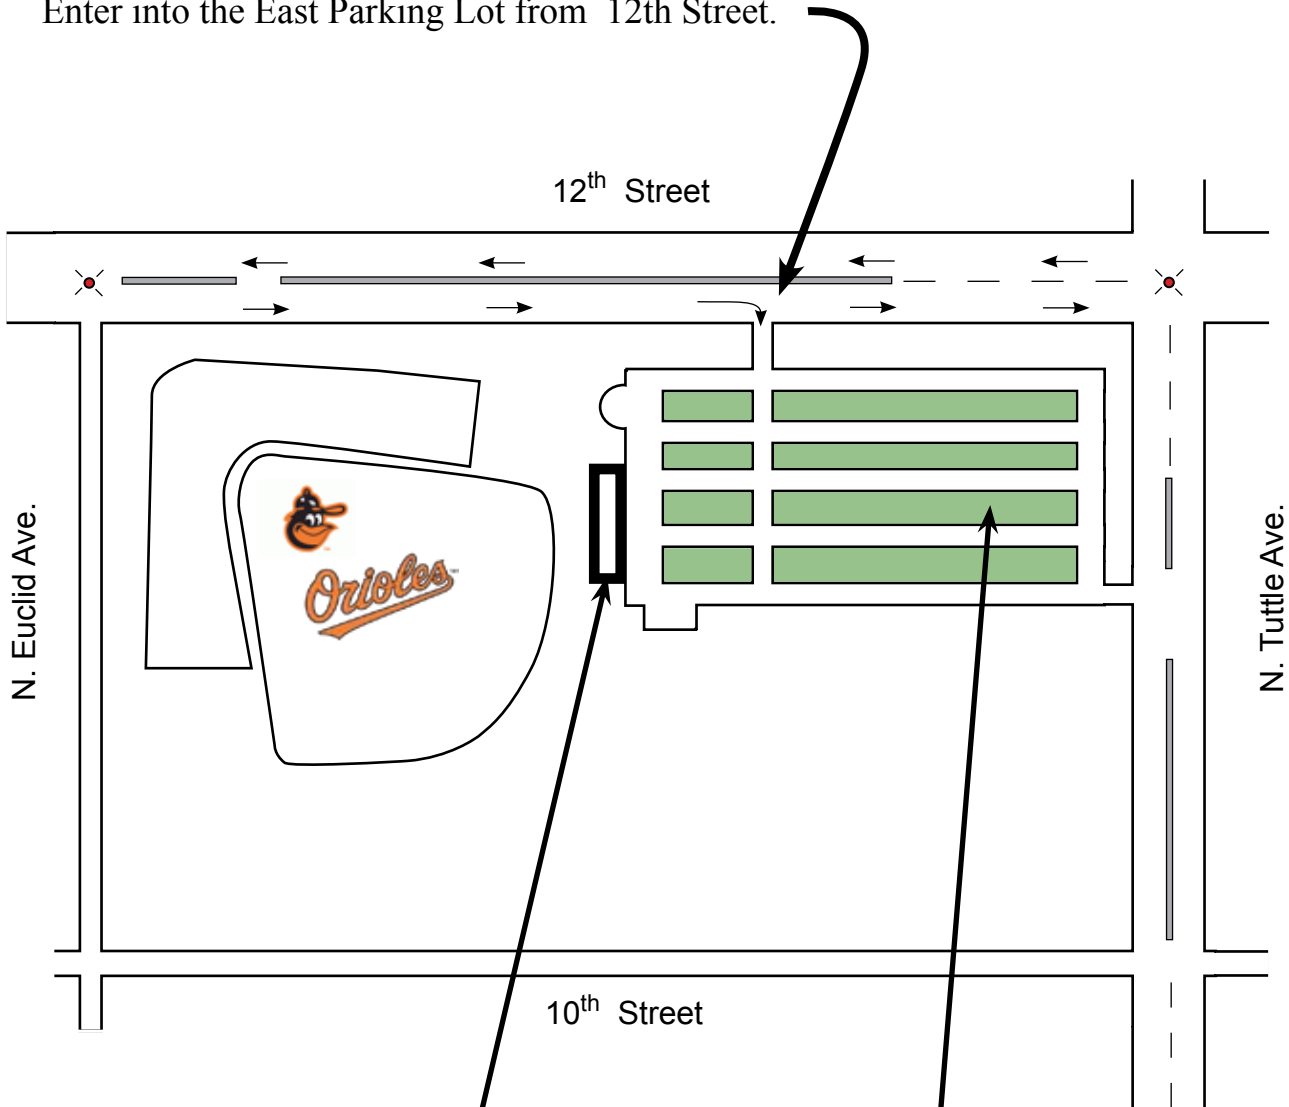 Enter into the East Parking Lot from 12th Street.
12th Street
N. Euclid Ave.
Orioles
N. Tuttle Ave.
10th Street